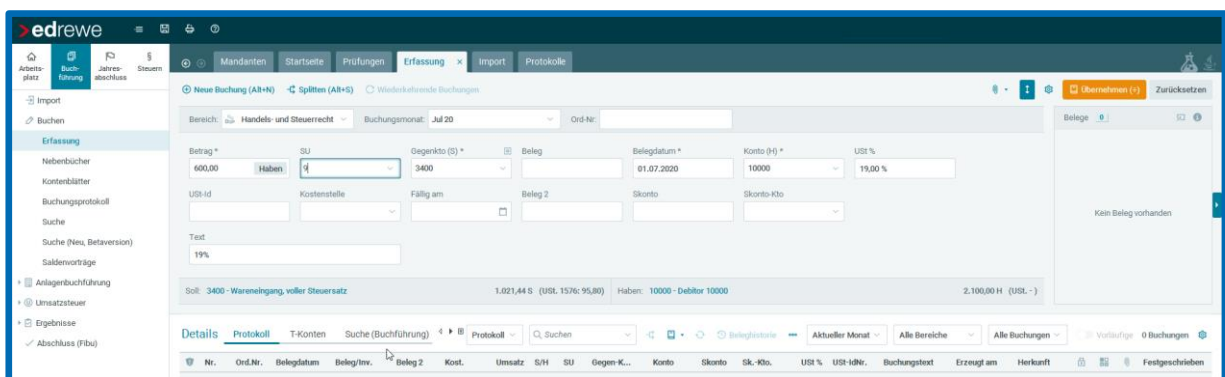 edrewe
Arbeits-platz Buch-führung Jahres-abschluss Steuern
Mandanten Startseite Prüfungen Erfassung × Import Protokolle
Neue Buchung (Alt+N) Splitten (Alt+S) Wiederkehrende Buchungen Übernehmen (+) Zurücksetzen
Import
Buchen
Erfassung
Nebenbücher
Kontenblätter
Buchungsprotokoll
Suche
Suche (Neu, Betaversion)
Saldenvorträge
Anlagenbuchführung
Umsatzsteuer
Ergebnisse
Abschluss (Fibu)
Bereich: Handels- und Steuerrecht Buchungsmonat: Jul 20 Ord-Nr:
Belege 0
Betrag * SU Gegenkto (S) * Beleg Belegdatum * Konto (H) * USt %
600,00 Haben 9 3400 01.07.2020 10000 19,00 %
USt-Id Kostenstelle Fällig am Beleg 2 Skonto Skonto-Kto
Kein Beleg vorhanden
Text
19%
Soll: 3400 - Wareneingang, voller Steuersatz 1.021,44 S (USt. 1576: 95,80) Haben: 10000 - Debitor 10000 2.100,00 H (USt. - )
Details Protokoll T-Konten Suche (Buchführung) Protokoll Suchen Beleghistorie Aktueller Monat Alle Bereiche Alle Buchungen Vorläufige 0 Buchungen
Nr. Ord.Nr. Belegdatum Beleg/Inv. Beleg 2 Kost. Umsatz S/H SU Gegen-K... Konto Skonto Sk.-Kto. USt % USt-IdNr. Buchungstext Erzeugt am Herkunft Festgeschrieben